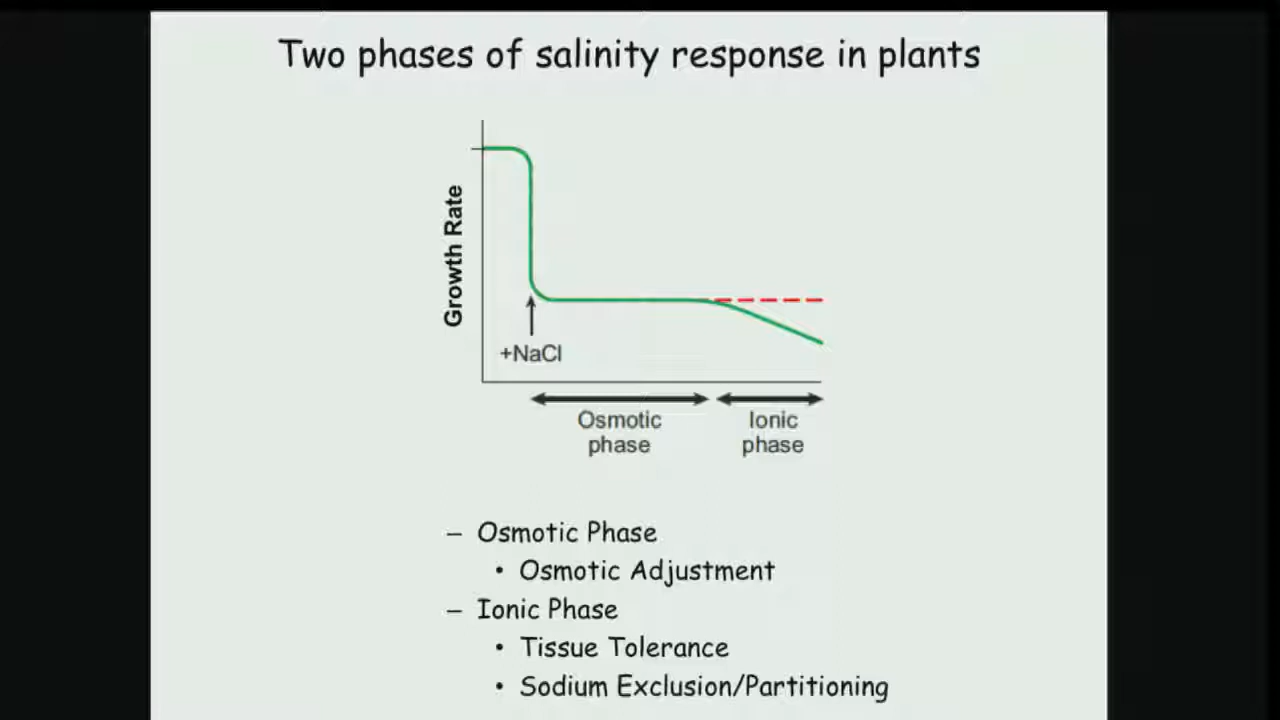 Two phases of salinity response in plants
Growth Rate
+NaCl
Osmotic
phase
Ionic
phase
– Osmotic Phase
• Osmotic Adjustment
– Ionic Phase
• Tissue Tolerance
• Sodium Exclusion/Partitioning